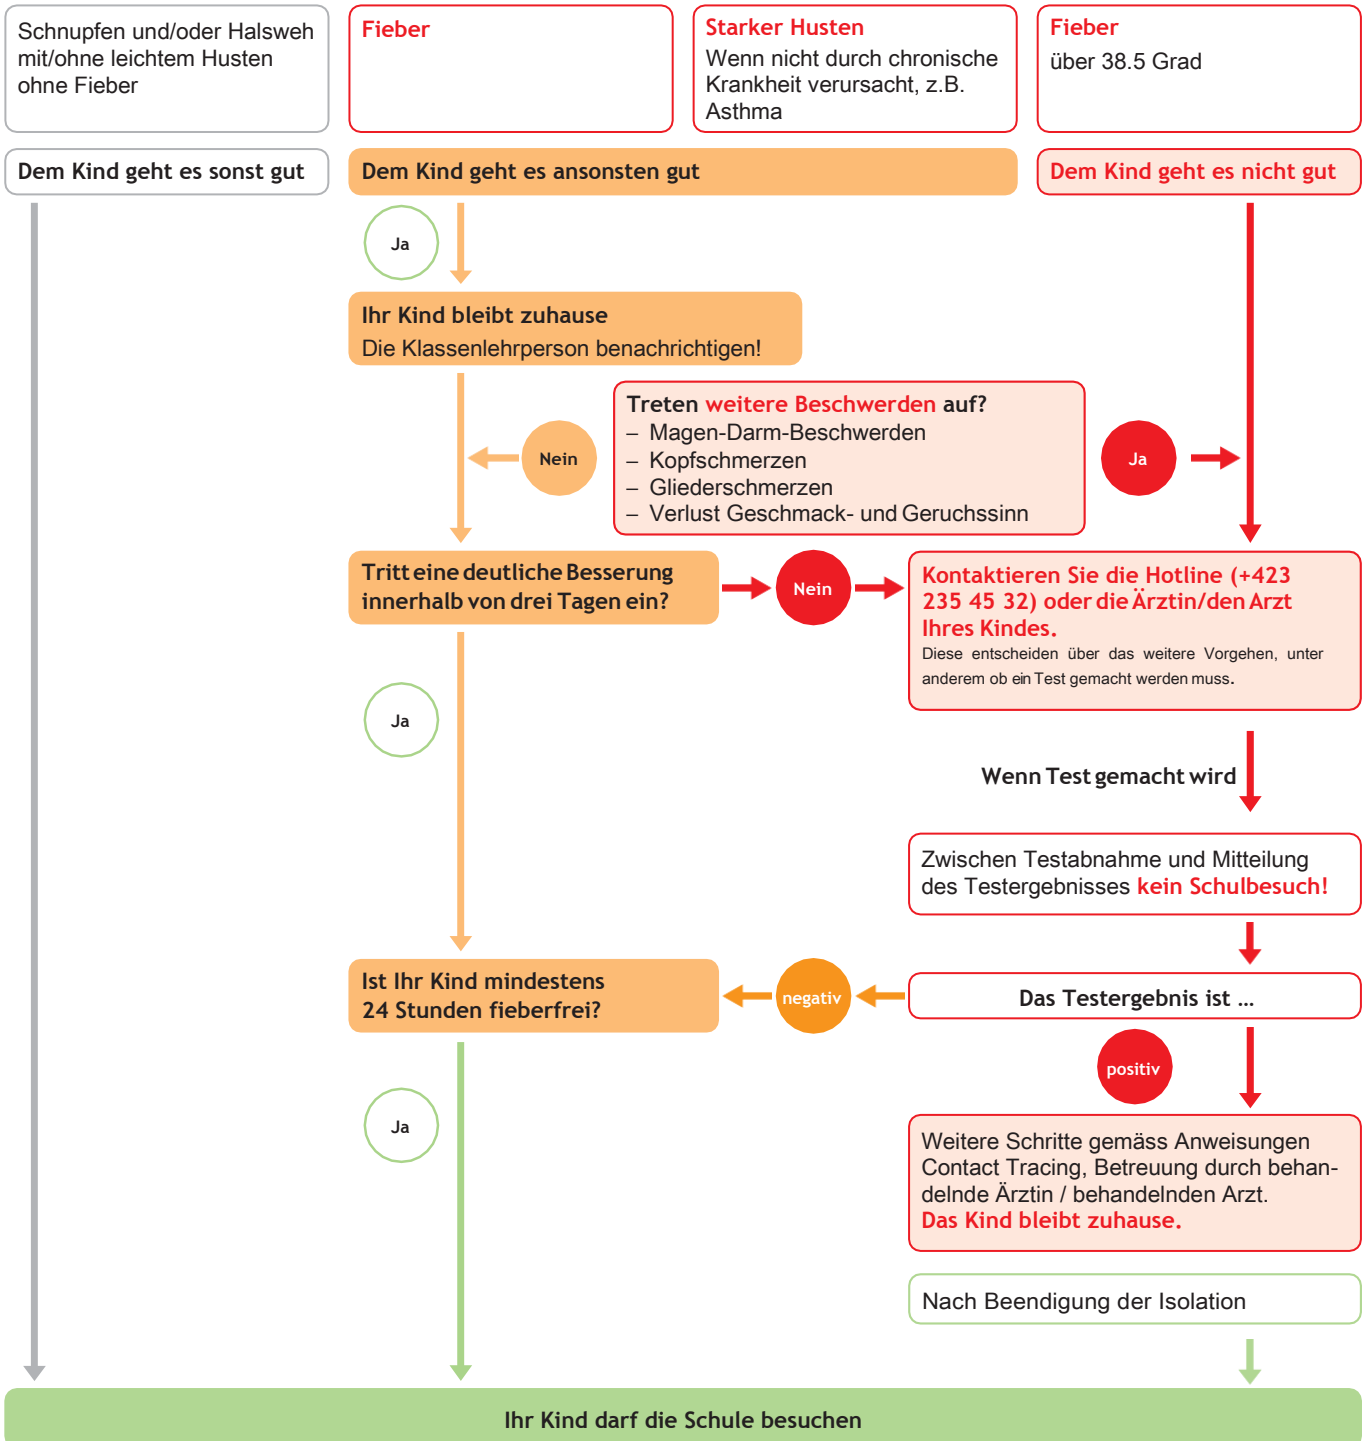 Schnupfen und/oder Halsweh
mit/ohne leichtem Husten
ohne Fieber
Fieber
Starker Husten
Wenn nicht durch chronische
Krankheit verursacht, z.B.
Asthma
Fieber
über 38.5 Grad
Dem Kind geht es sonst gut
Dem Kind geht es ansonsten gut
Dem Kind geht es nicht gut
Ja
Ihr Kind bleibt zuhause
Die Klassenlehrperson benachrichtigen!
Treten weitere Beschwerden auf?
– Magen-Darm-Beschwerden
– Kopfschmerzen
– Gliederschmerzen
– Verlust Geschmack- und Geruchssinn
Nein
Ja
Tritt eine deutliche Besserung
innerhalb von drei Tagen ein?
Nein
Kontaktieren Sie die Hotline (+423
235 45 32) oder die Ärztin/den Arzt
Ihres Kindes.
Diese entscheiden über das weitere Vorgehen, unter
anderem ob ein Test gemacht werden muss.
Ja
Wenn Test gemacht wird
Zwischen Testabnahme und Mitteilung
des Testergebnisses kein Schulbesuch!
Ist Ihr Kind mindestens
24 Stunden fieberfrei?
negativ
Das Testergebnis ist ...
positiv
Ja
Weitere Schritte gemäss Anweisungen
Contact Tracing, Betreuung durch behan-
delnde Ärztin / behandelnden Arzt.
Das Kind bleibt zuhause.
Nach Beendigung der Isolation
Ihr Kind darf die Schule besuchen